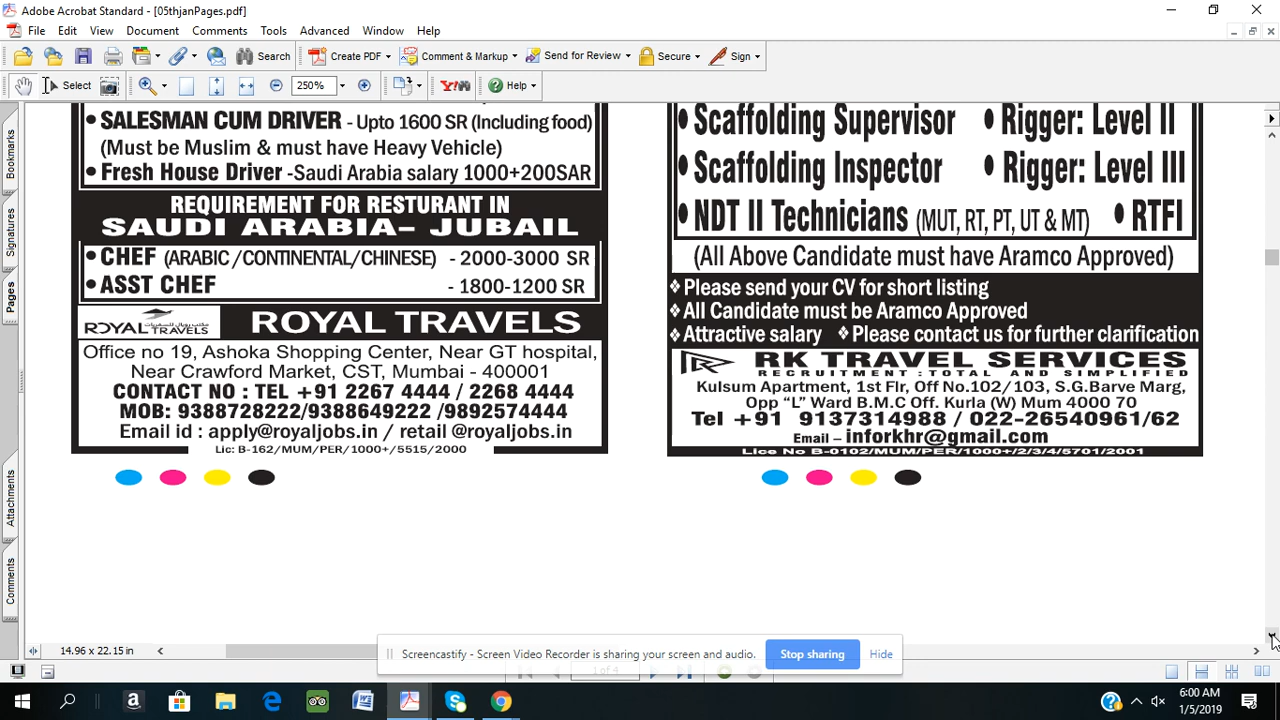 Adobe Acrobat Standard - [05thjanPages.pdf]
File Edit View Document Comments Tools Advanced Window Help
Search Create PDF Comment & Markup Send for Review Secure Sign
Select 250% Y! Help
Bookmarks
Signatures
Pages
Attachments
Comments
• SALESMAN CUM DRIVER - Upto 1600 SR (Including food)
(Must be Muslim & must have Heavy Vehicle)
• Fresh House Driver -Saudi Arabia salary 1000+200SAR
REQUIREMENT FOR RESTURANT IN
SAUDI ARABIA– JUBAIL
• CHEF (ARABIC /CONTINENTAL/CHINESE) - 2000-3000 SR
• ASST CHEF - 1800-1200 SR
ROYAL TRAVELS
ROYAL TRAVELS
Office no 19, Ashoka Shopping Center, Near GT hospital,
Near Crawford Market, CST, Mumbai - 400001
CONTACT NO : TEL +91 2267 4444 / 2268 4444
MOB: 9388728222/9388649222 /9892574444
Email id : apply@royaljobs.in / retail @royaljobs.in
Lic: B-162/MUM/PER/1000+/5515/2000
• Scaffolding Supervisor • Rigger: Level II
• Scaffolding Inspector • Rigger: Level III
• NDT II Technicians (MUT, RT, PT, UT & MT) • RTFI
(All Above Candidate must have Aramco Approved)
❖ Please send your CV for short listing
❖ All Candidate must be Aramco Approved
❖ Attractive salary ❖ Please contact us for further clarification
RK TRAVEL SERVICES
RECRUITMENT : TOTAL AND SIMPLIFIED
Kulsum Apartment, 1st Flr, Off No.102/103, S.G.Barve Marg,
Opp “L” Ward B.M.C Off. Kurla (W) Mum 4000 70
Tel +91 9137314988 / 022-26540961/62
Email – inforkhr@gmail.com
Lice No B-0102/MUM/PER/1000+/2/3/4/5701/2001
14.96 x 22.15 in
Screencastify - Screen Video Recorder is sharing your screen and audio. Stop sharing Hide
1 of 4
6:00 AM
1/5/2019